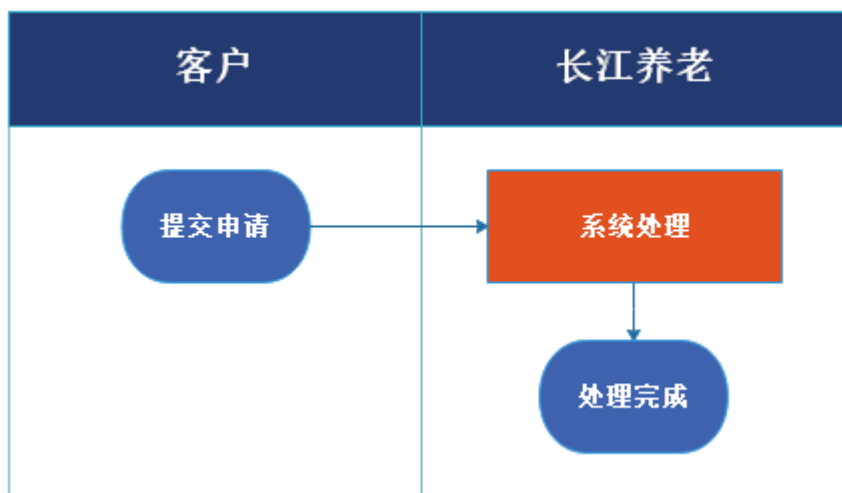 客户
长江养老
提交申请
系统处理
处理完成